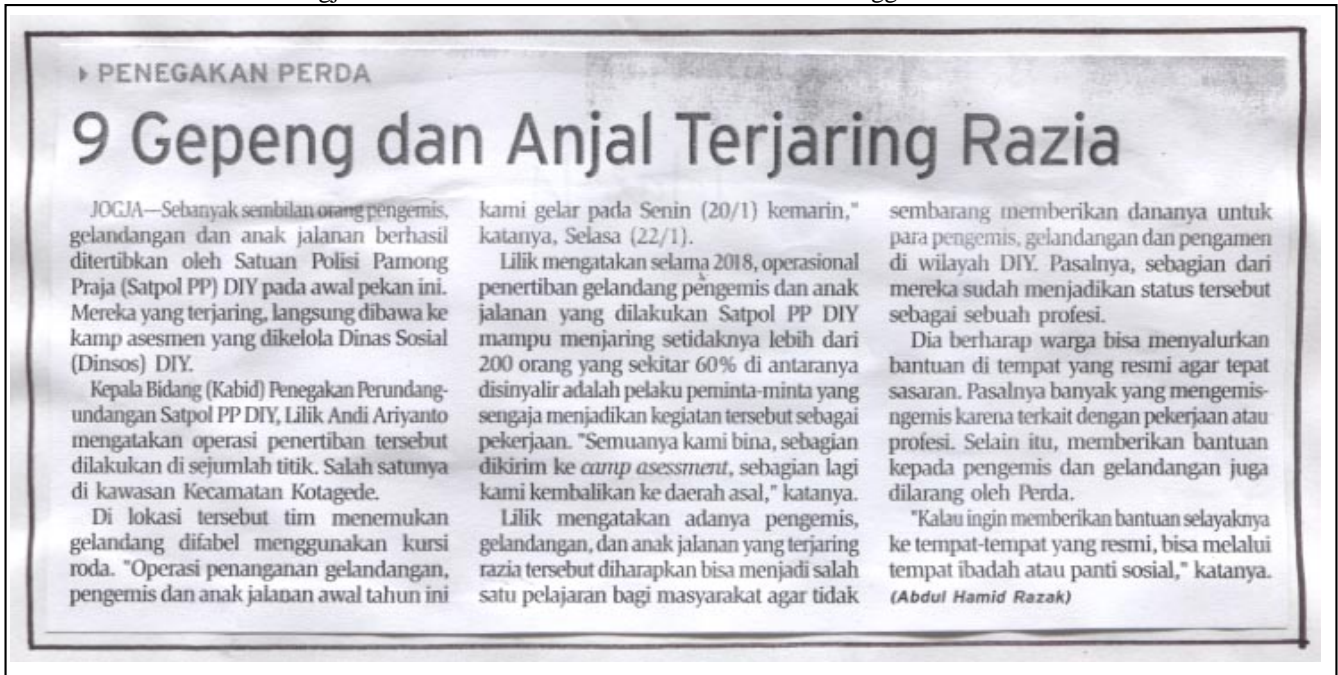 PENEGAKAN PERDA
9 Gepeng dan Anjal Terjaring Razia
JOGJA—Sebanyak sembilan orang pengemis,
gelandangan dan anak jalanan berhasil
ditertibkan oleh Satuan Polisi Pamong
Praja (Satpol PP) DIY pada awal pekan ini.
Mereka yang terjaring, langsung dibawa ke
kamp asesmen yang dikelola Dinas Sosial
(Dinsos) DIY.
Kepala Bidang (Kabid) Penegakan Perundang-
undangan Satpol PP DIY, Lilik Andi Ariyanto
mengatakan operasi penertiban tersebut
dilakukan di sejumlah titik. Salah satunya
di kawasan Kecamatan Kotagede.
Di lokasi tersebut tim menemukan
gelandang difabel menggunakan kursi
roda. "Operasi penanganan gelandangan,
pengemis dan anak jalanan awal tahun ini
kami gelar pada Senin (20/1) kemarin,"
katanya, Selasa (22/1).
Lilik mengatakan selama 2018, operasional
penertiban gelandang pengemis dan anak
jalanan yang dilakukan Satpol PP DIY
mampu menjaring setidaknya lebih dari
200 orang yang sekitar 60% di antaranya
disinyalir adalah pelaku peminta-minta yang
sengaja menjadikan kegiatan tersebut sebagai
pekerjaan. "Semuanya kami bina, sebagian
dikirim ke camp asessment, sebagian lagi
kami kembalikan ke daerah asal," katanya.
Lilik mengatakan adanya pengemis,
gelandangan, dan anak jalanan yang terjaring
razia tersebut diharapkan bisa menjadi salah
satu pelajaran bagi masyarakat agar tidak
sembarang memberikan dananya untuk
para pengemis, gelandangan dan pengamen
di wilayah DIY. Pasalnya, sebagian dari
mereka sudah menjadikan status tersebut
sebagai sebuah profesi.
Dia berharap warga bisa menyalurkan
bantuan di tempat yang resmi agar tepat
sasaran. Pasalnya banyak yang mengemis-
ngemis karena terkait dengan pekerjaan atau
profesi. Selain itu, memberikan bantuan
kepada pengemis dan gelandangan juga
dilarang oleh Perda.
"Kalau ingin memberikan bantuan selayaknya
ke tempat-tempat yang resmi, bisa melalui
tempat ibadah atau panti sosial," katanya.
(Abdul Hamid Razak)